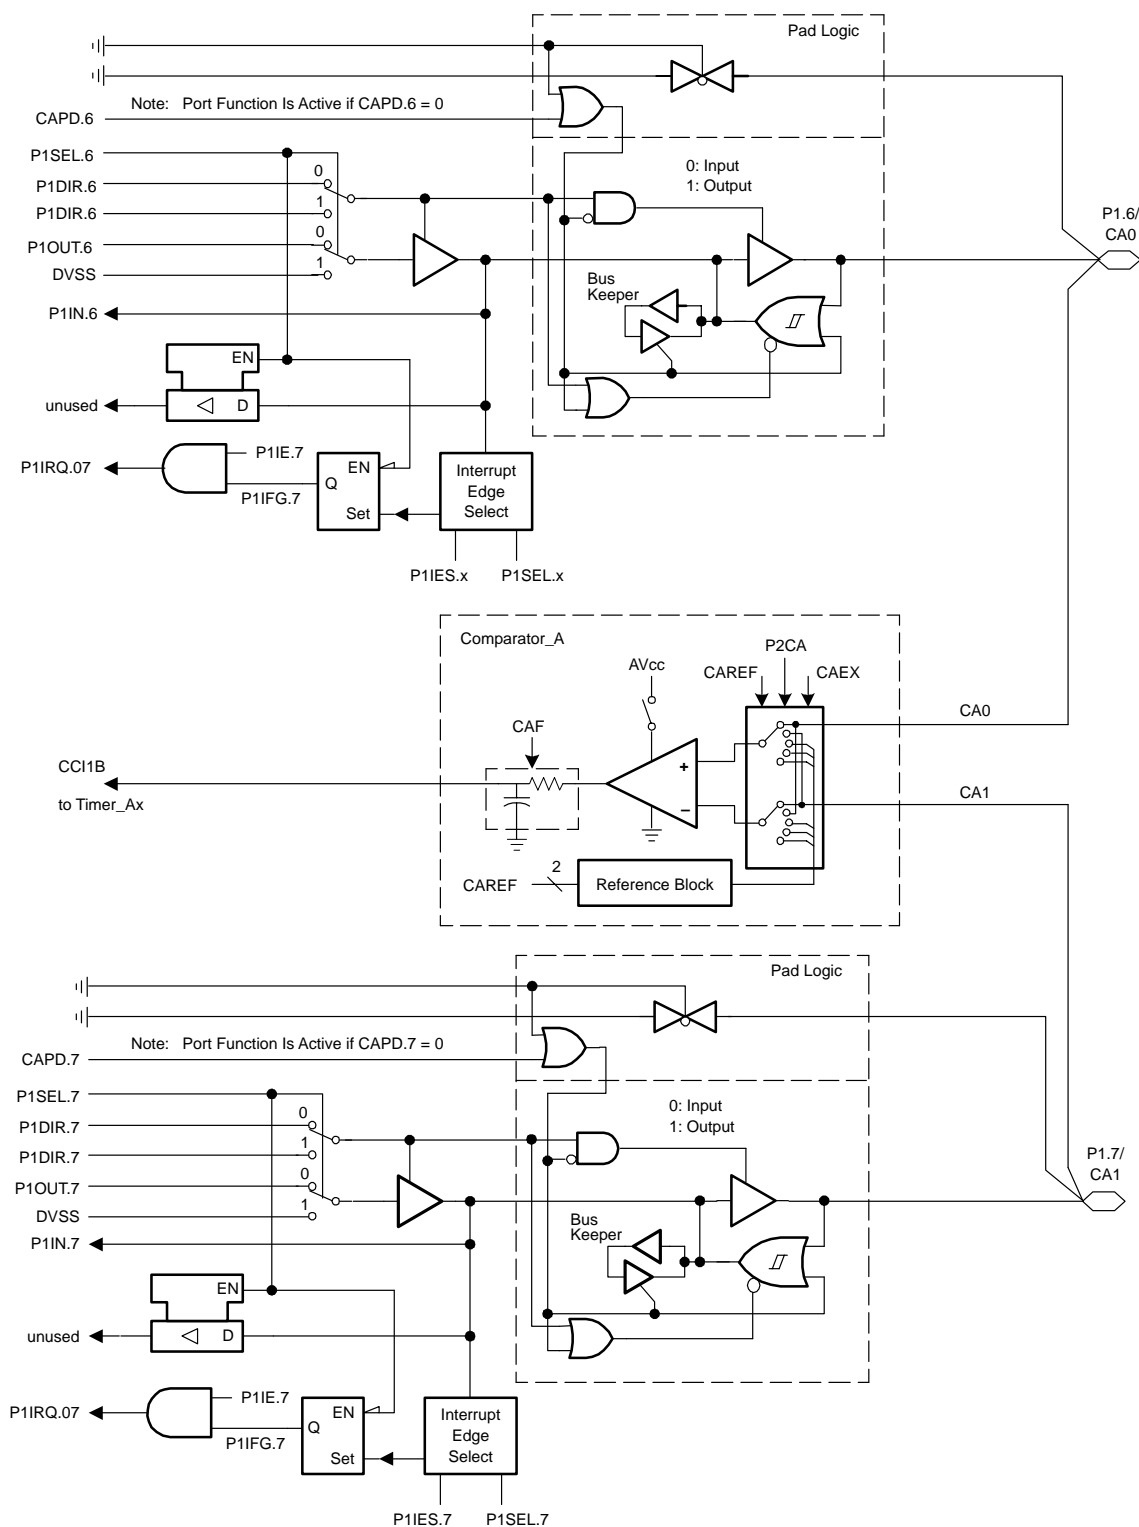 Pad Logic
Note: Port Function Is Active if CAPD.6 = 0
CAPD.6
P1SEL.6
0
P1DIR.6
1
P1DIR.6
0
P1OUT.6
1
DVSS
P1IN.6
0: Input
1: Output
Bus
Keeper
P1.6/
CA0
EN
unused
D
P1IRQ.07
P1IE.7
P1IFG.7
EN
Q
Set
Interrupt
Edge
Select
P1IES.x
P1SEL.x
Comparator_A
P2CA
AVcc
CAREF
CAEX
CA0
CAF
CCI1B
+
to Timer_Ax
−
CA1
2
CAREF
Reference Block
Pad Logic
Note: Port Function Is Active if CAPD.7 = 0
CAPD.7
P1SEL.7
0
P1DIR.7
1
P1DIR.7
0
P1OUT.7
1
DVSS
P1IN.7
0: Input
1: Output
Bus
Keeper
P1.7/
CA1
EN
unused
D
P1IRQ.07
P1IE.7
P1IFG.7
EN
Q
Set
Interrupt
Edge
Select
P1IES.7
P1SEL.7